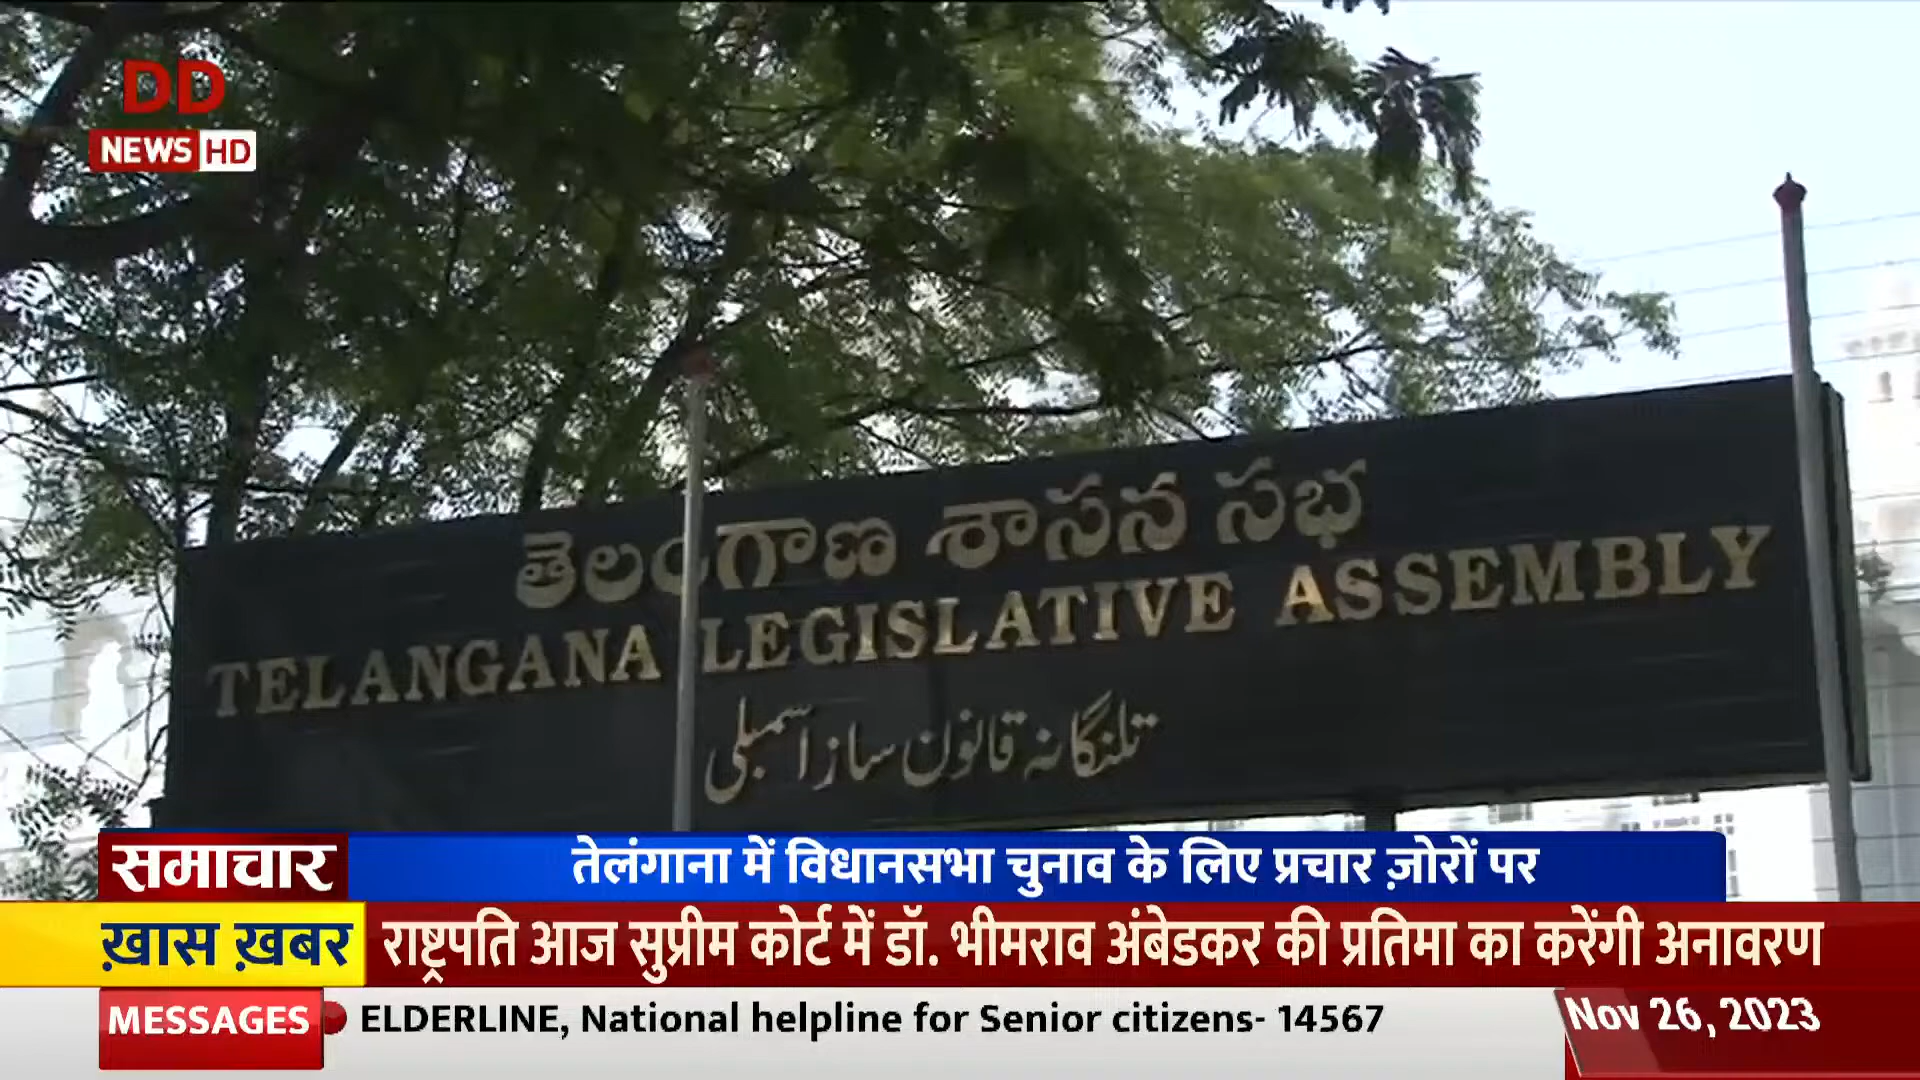 DD
NEWS HD
తెలంగాణ శాసన సభ
TELANGANA LEGISLATIVE ASSEMBLY
تلنگانہ قانون ساز اسمبلی
समाचार
तेलंगाना में विधानसभा चुनाव के लिए प्रचार ज़ोरों पर
ख़ास ख़बर
राष्ट्रपति आज सुप्रीम कोर्ट में डॉ. भीमराव अंबेडकर की प्रतिमा का करेंगी अनावरण
MESSAGES
ELDERLINE, National helpline for Senior citizens- 14567
Nov 26, 2023